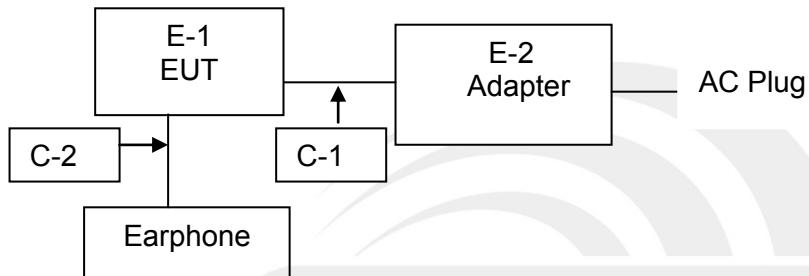 E-1
EUT
E-2
Adapter
AC Plug
C-2
C-1
Earphone